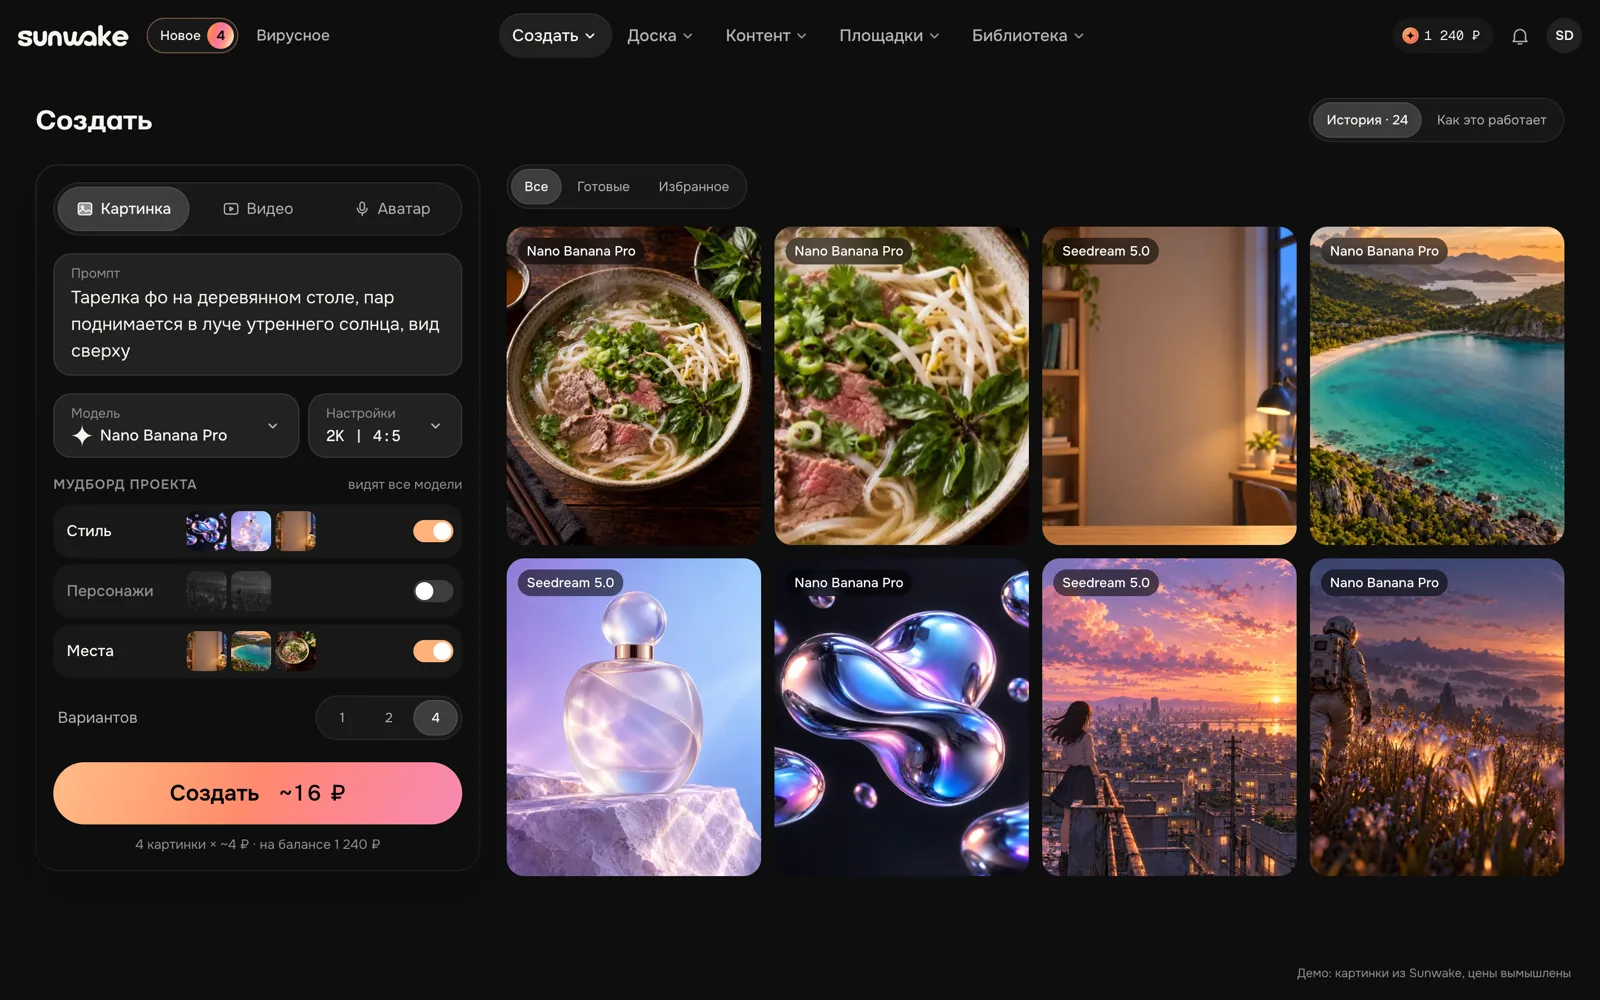 sunwake
Новое 4
Вирусное
Создать
Доска
Контент
Площадки
Библиотека
1 240 ₽
SD
Создать
История · 24
Как это работает
Картинка
Видео
Аватар
Промпт
Тарелка фо на деревянном столе, пар
поднимается в луче утреннего солнца, вид
сверху
Модель
Nano Banana Pro
Настройки
2K | 4:5
МУДБОРД ПРОЕКТА
видят все модели
Стиль
Персонажи
Места
Вариантов
1
2
4
Создать ~16 ₽
4 картинки × ~4 ₽ · на балансе 1 240 ₽
Все
Готовые
Избранное
Nano Banana Pro
Nano Banana Pro
Seedream 5.0
Nano Banana Pro
Seedream 5.0
Nano Banana Pro
Seedream 5.0
Nano Banana Pro
Демо: картинки из Sunwake, цены вымышлены